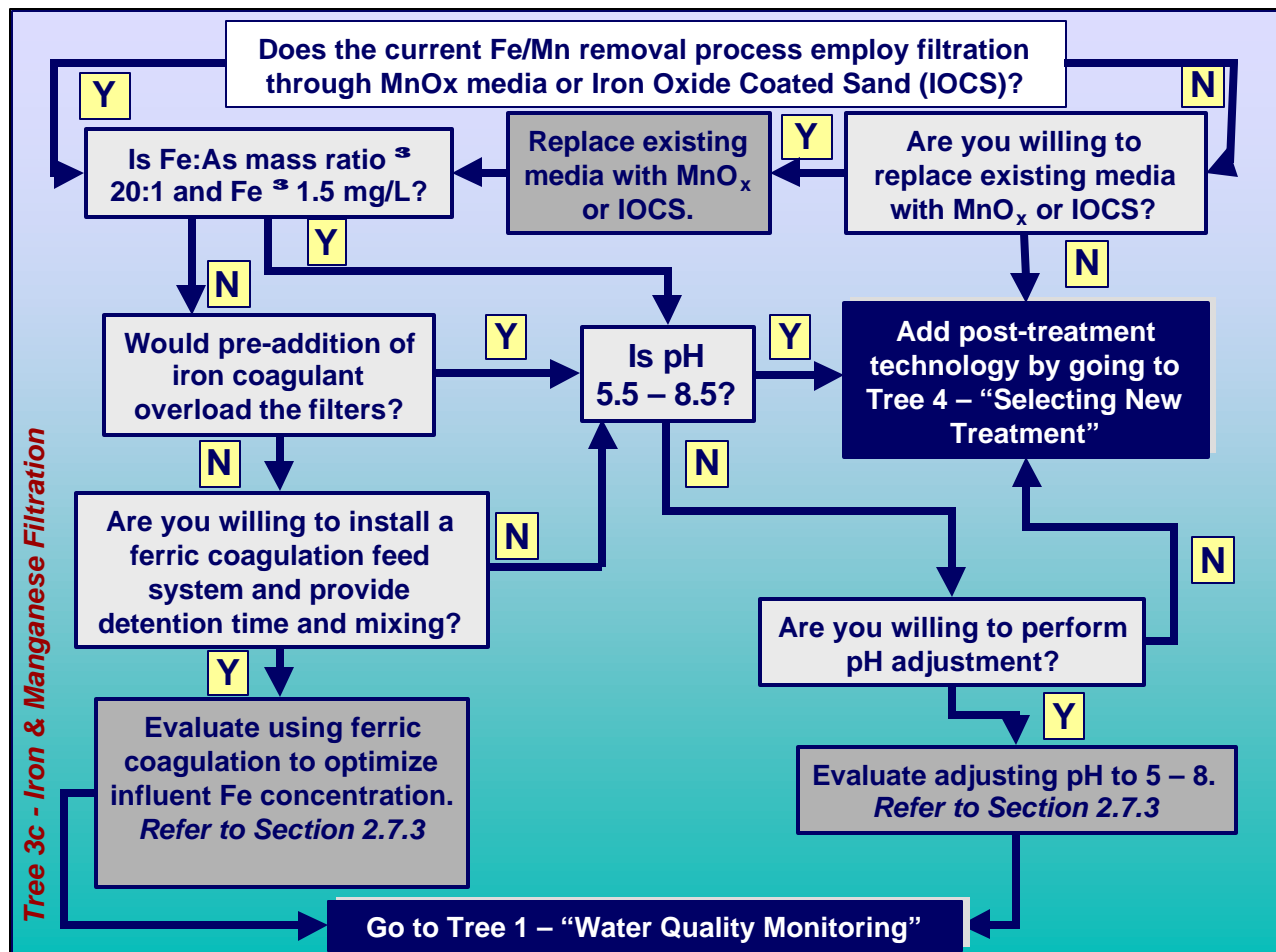 Does the current Fe/Mn removal process employ filtration
through MnOx media or Iron Oxide Coated Sand (IOCS)?
Y
N
Is Fe:As mass ratio ³
20:1 and Fe ³ 1.5 mg/L?
Replace existing
media with MnOx
or IOCS.
Y
Are you willing to
replace existing media
with MnOx or IOCS?
N
Y
N
Would pre-addition of
iron coagulant
overload the filters?
Y
Is pH
5.5 – 8.5?
Y
Add post-treatment
technology by going to
Tree 4 – “Selecting New
Treatment”
N
N
Are you willing to install a
ferric coagulation feed
system and provide
detention time and mixing?
N
N
Are you willing to perform
pH adjustment?
Y
Y
Evaluate using ferric
coagulation to optimize
influent Fe concentration.
Refer to Section 2.7.3
Evaluate adjusting pH to 5 – 8.
Refer to Section 2.7.3
Go to Tree 1 – “Water Quality Monitoring”
Tree 3c - Iron & Manganese Filtration